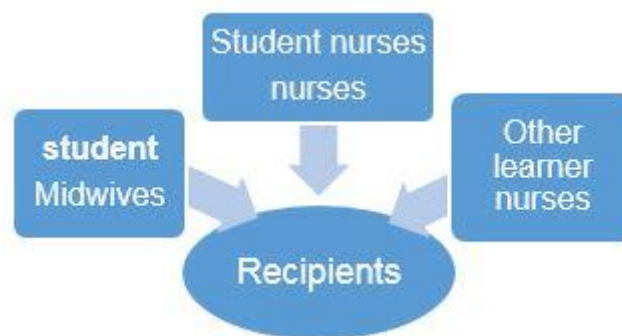 Student nurses
nurses
student
Midwives
Other
learner
nurses
Recipients